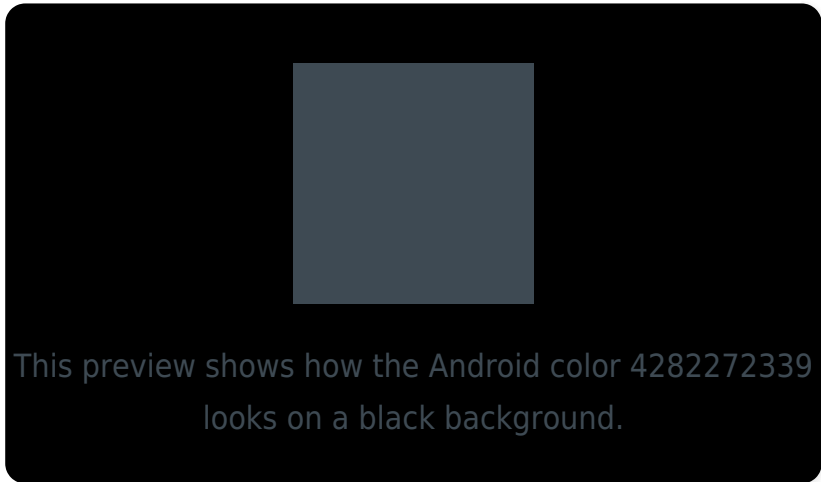 This preview shows how the Android color 4282272339
looks on a black background.